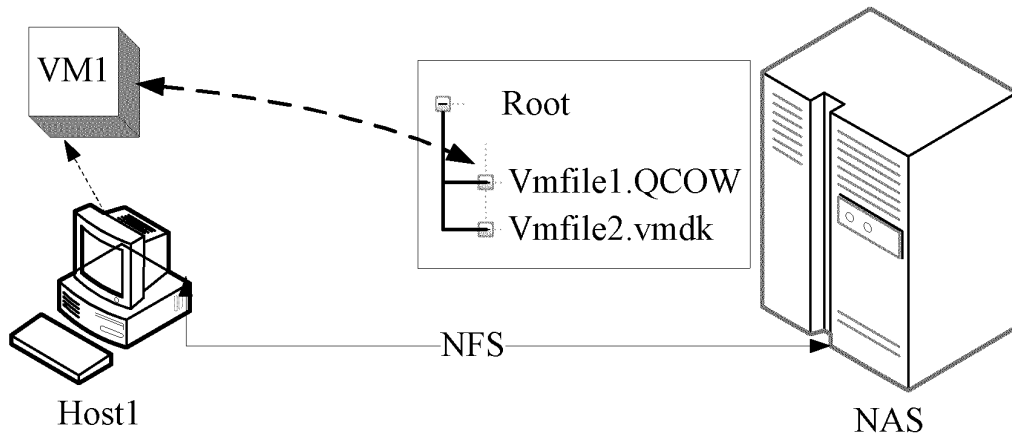 VM1
Root
Vmfile1.QCOW
Vmfile2.vmdk
NFS
Host1
NAS